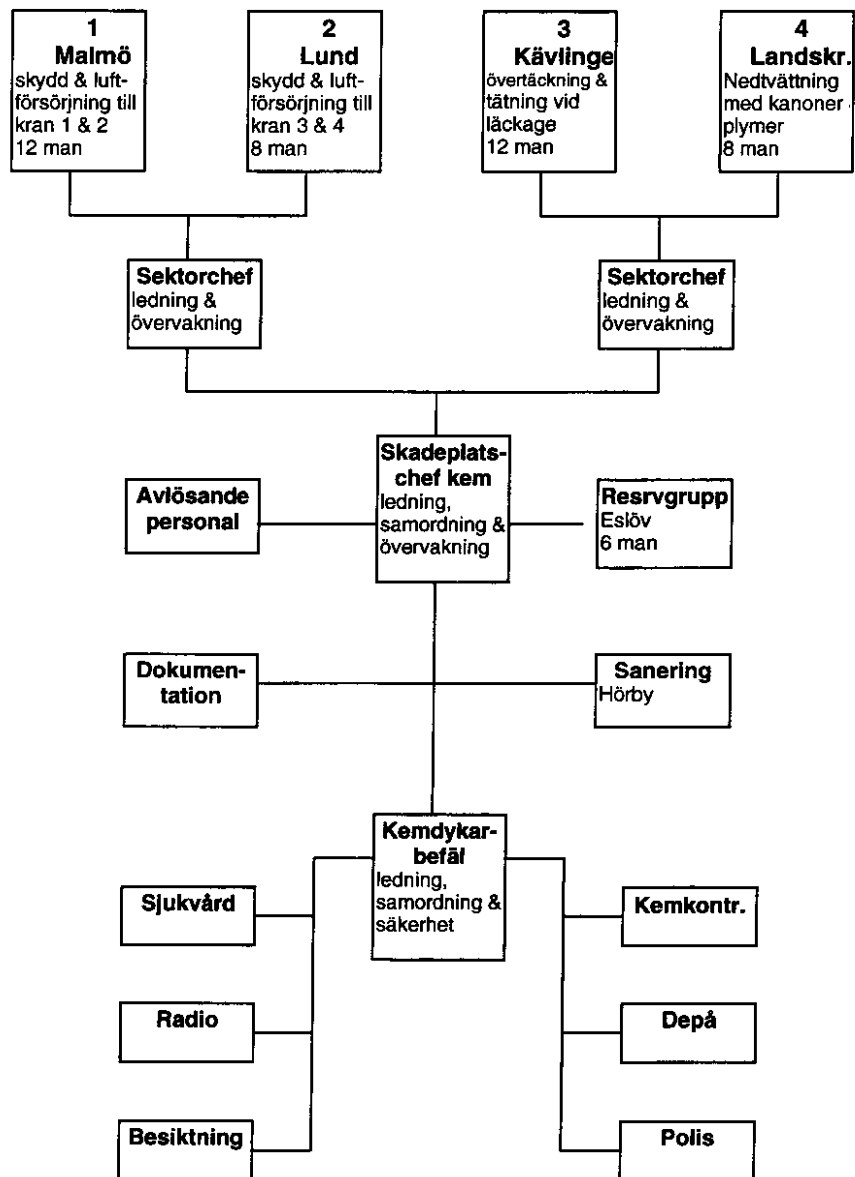 1
Malmö
skydd & luft-
försörjning till
kran 1 & 2
12 man
2
Lund
skydd & luft-
försörjning till
kran 3 & 4
8 man
3
Kävlinge
övertäckning &
tätning vid
läckage
12 man
4
Landskr.
Nedtvättning
med kanoner
plymer
8 man
Sektorchef
ledning &
övervakning
Sektorchef
ledning &
övervakning
Avlösande
personal
Skadeplats-
chef kem
ledning,
samordning &
övervakning
Resrvgrupp
Eslöv
6 man
Dokumen-
tation
Sanering
Hörby
Kemdykar-
befäl
ledning,
samordning &
säkerhet
Sjukvård
Kemkontr.
Radio
Depå
Besiktning
Polis